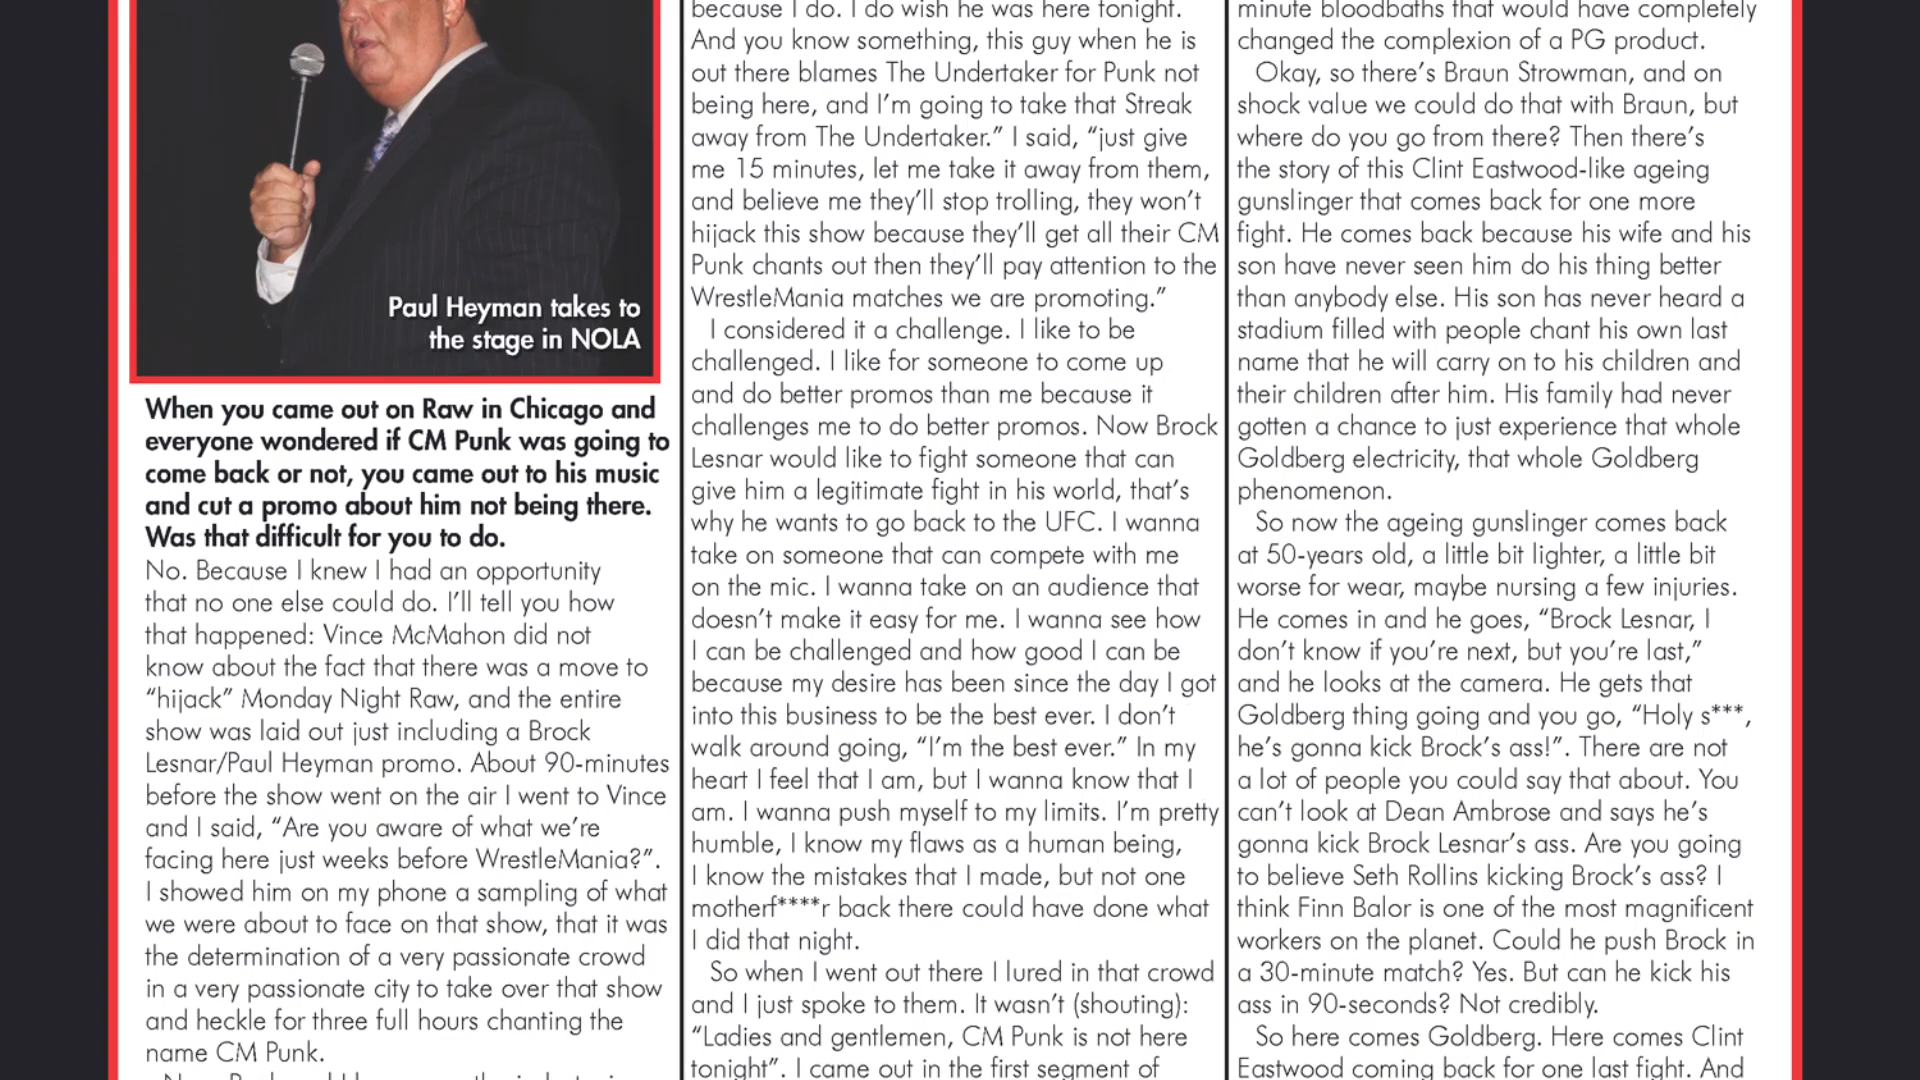 Paul Heyman takes to
the stage in NOLA
When you came out on Raw in Chicago and
everyone wondered if CM Punk was going to
come back or not, you came out to his music
and cut a promo about him not being there.
Was that difficult for you to do.
No. Because I knew I had an opportunity
that no one else could do. I’ll tell you how
that happened: Vince McMahon did not
know about the fact that there was a move to
“hijack” Monday Night Raw, and the entire
show was laid out just including a Brock
Lesnar/Paul Heyman promo. About 90-minutes
before the show went on the air I went to Vince
and I said, “Are you aware of what we’re
facing here just weeks before WrestleMania?”.
I showed him on my phone a sampling of what
we were about to face on that show, that it was
the determination of a very passionate crowd
in a very passionate city to take over that show
and heckle for three full hours chanting the
name CM Punk.
because I do. I do wish he was here tonight.
And you know something, this guy when he is
out there blames The Undertaker for Punk not
being here, and I’m going to take that Streak
away from The Undertaker.” I said, “just give
me 15 minutes, let me take it away from them,
and believe me they’ll stop trolling, they won’t
hijack this show because they’ll get all their CM
Punk chants out then they’ll pay attention to the
WrestleMania matches we are promoting.”
I considered it a challenge. I like to be
challenged. I like for someone to come up
and do better promos than me because it
challenges me to do better promos. Now Brock
Lesnar would like to fight someone that can
give him a legitimate fight in his world, that’s
why he wants to go back to the UFC. I wanna
take on someone that can compete with me
on the mic. I wanna take on an audience that
doesn’t make it easy for me. I wanna see how
I can be challenged and how good I can be
because my desire has been since the day I got
into this business to be the best ever. I don’t
walk around going, “I’m the best ever.” In my
heart I feel that I am, but I wanna know that I
am. I wanna push myself to my limits. I’m pretty
humble, I know my flaws as a human being,
I know the mistakes that I made, but not one
motherf****r back there could have done what
I did that night.
So when I went out there I lured in that crowd
and I just spoke to them. It wasn’t (shouting):
“Ladies and gentlemen, CM Punk is not here
tonight”. I came out in the first segment of
minute bloodbaths that would have completely
changed the complexion of a PG product.
Okay, so there’s Braun Strowman, and on
shock value we could do that with Braun, but
where do you go from there? Then there’s
the story of this Clint Eastwood-like ageing
gunslinger that comes back for one more
fight. He comes back because his wife and his
son have never seen him do his thing better
than anybody else. His son has never heard a
stadium filled with people chant his own last
name that he will carry on to his children and
their children after him. His family had never
gotten a chance to just experience that whole
Goldberg electricity, that whole Goldberg
phenomenon.
So now the ageing gunslinger comes back
at 50-years old, a little bit lighter, a little bit
worse for wear, maybe nursing a few injuries.
He comes in and he goes, “Brock Lesnar, I
don’t know if you’re next, but you’re last,”
and he looks at the camera. He gets that
Goldberg thing going and you go, “Holy s***,
he’s gonna kick Brock’s ass!”. There are not
a lot of people you could say that about. You
can’t look at Dean Ambrose and says he’s
gonna kick Brock Lesnar’s ass. Are you going
to believe Seth Rollins kicking Brock’s ass? I
think Finn Balor is one of the most magnificent
workers on the planet. Could he push Brock in
a 30-minute match? Yes. But can he kick his
ass in 90-seconds? Not credibly.
So here comes Goldberg. Here comes Clint
Eastwood coming back for one last fight. And